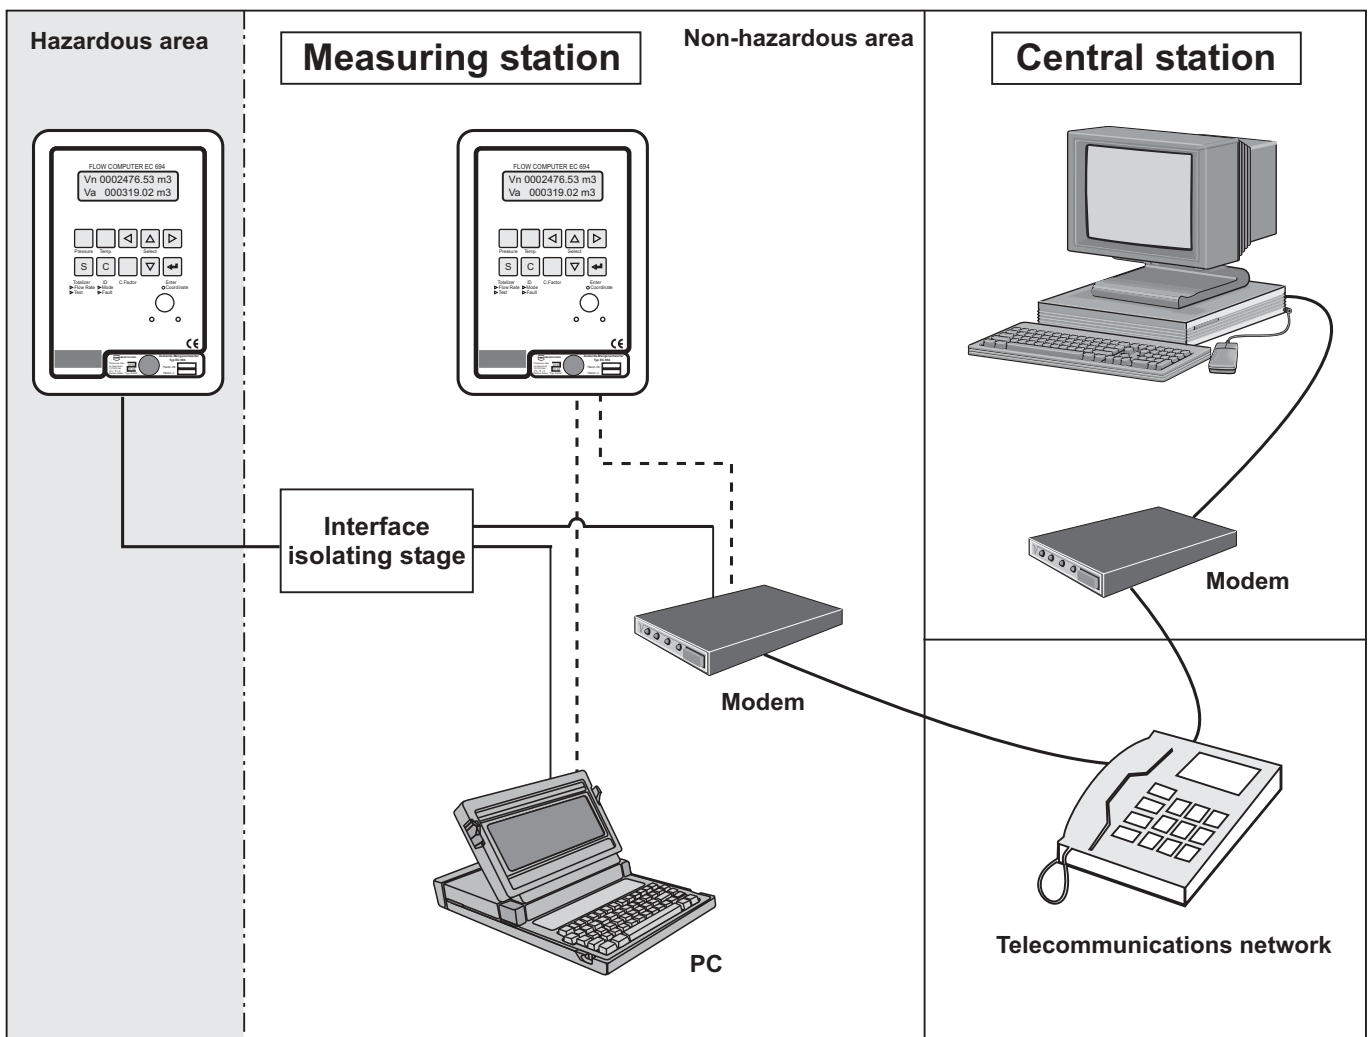 Hazardous area
Measuring station
Non-hazardous area
Central station
FLOW COMPUTER EC 694
Vn 0002476.53 m3
Va 000319.02 m3
Pressure Temp. Select
S C
Totalizer ID C.Factor Enter
Flow Rate Mode Coordinate
Test Fault
CE
FLOW COMPUTER EC 694
Vn 0002476.53 m3
Va 000319.02 m3
Pressure Temp. Select
S C
Totalizer ID C.Factor Enter
Flow Rate Mode Coordinate
Test Fault
CE
Interface
isolating stage
Modem
Modem
PC
Telecommunications network